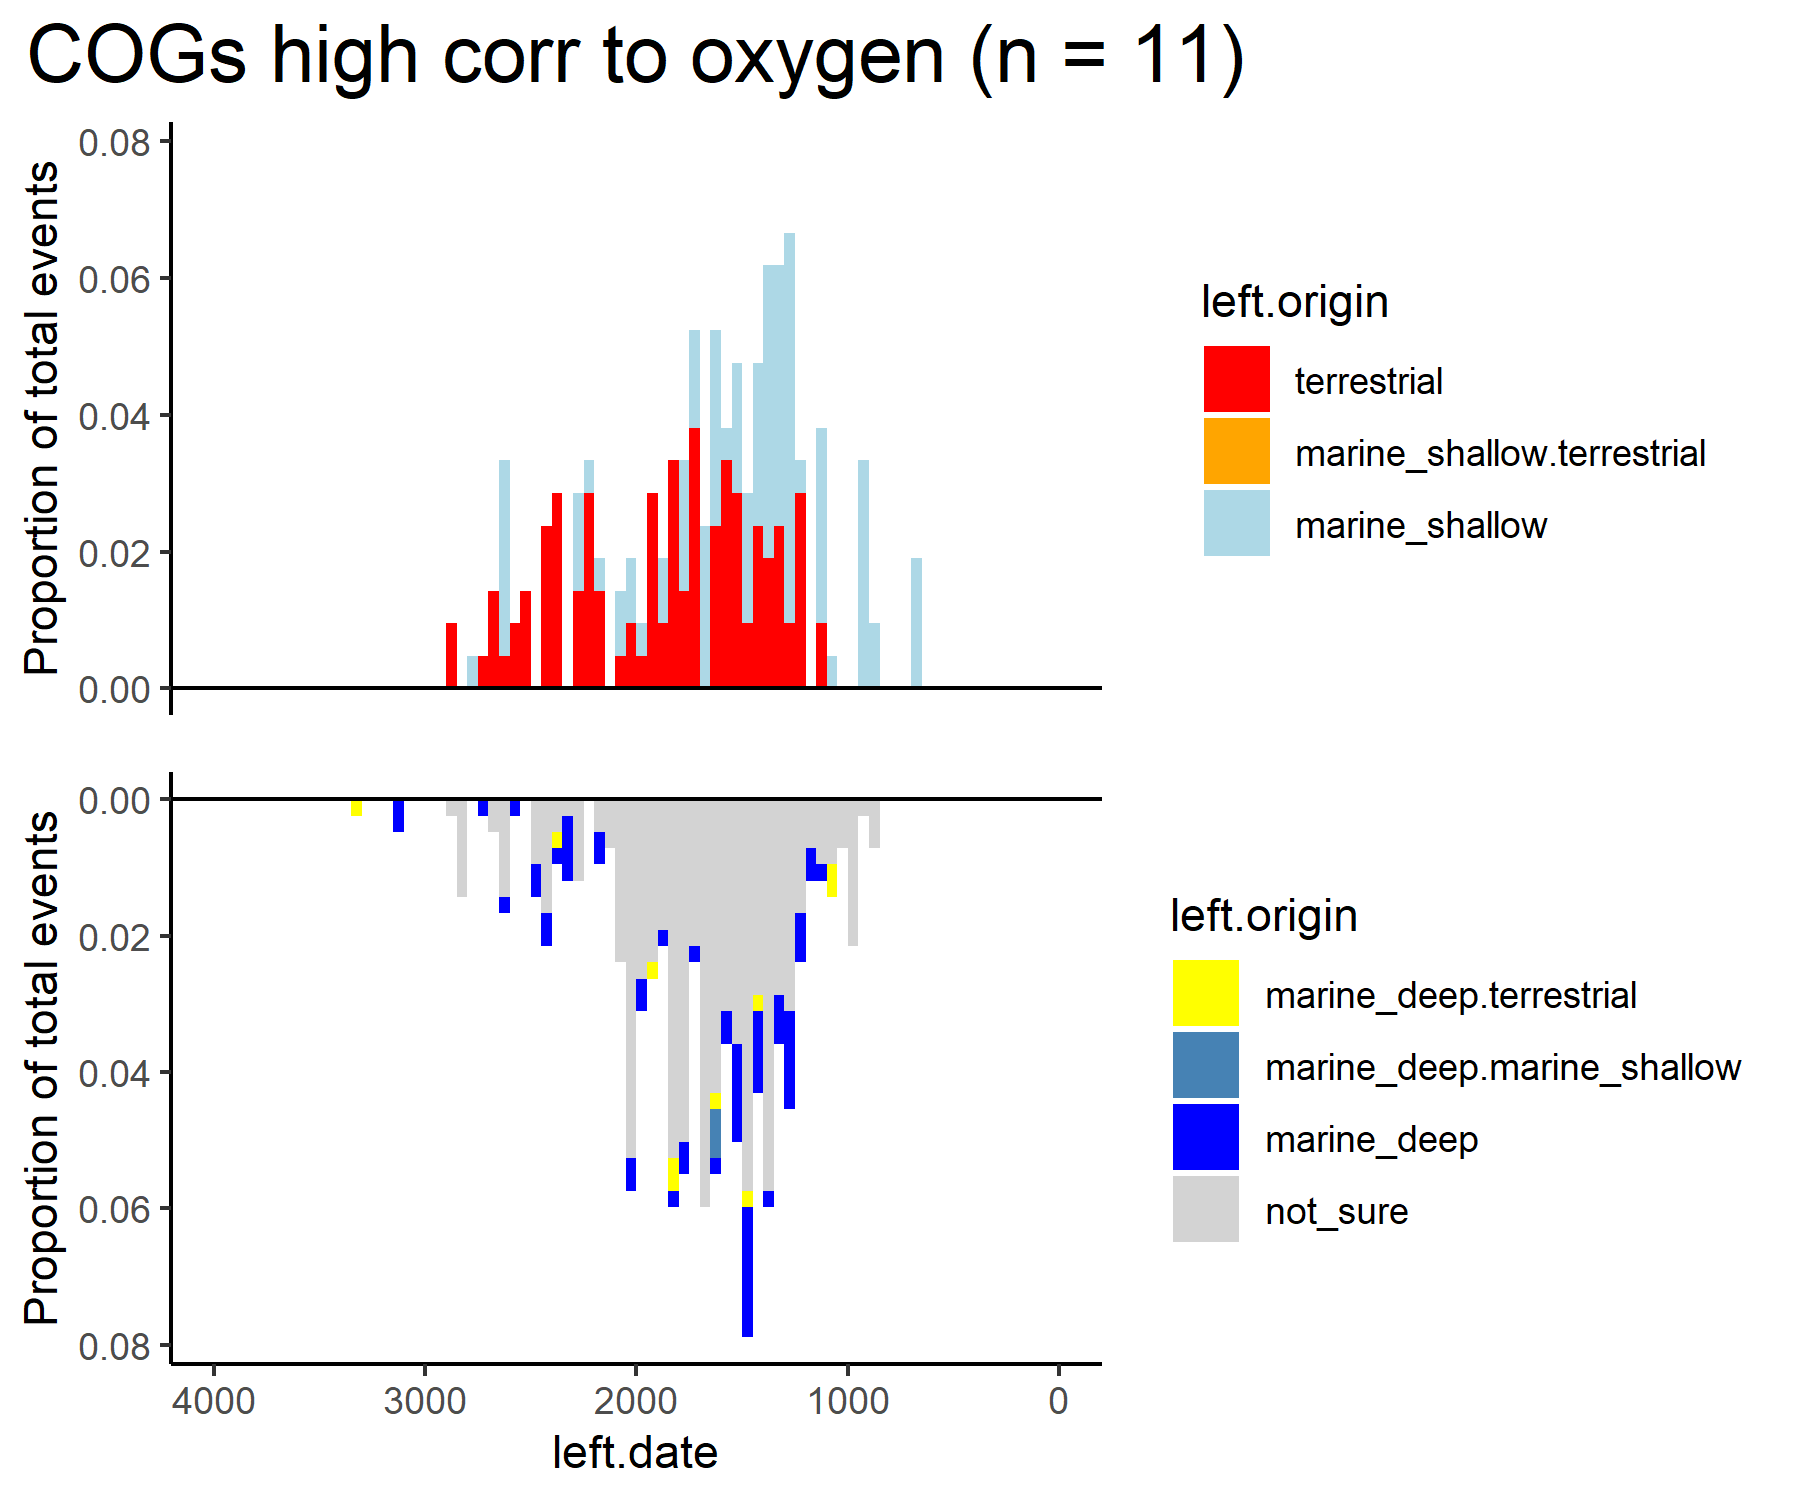 COGs high corr to oxygen (n = 11)
Proportion of total events
0.08
0.06
0.04
0.02
0.00
left.origin
terrestrial
marine_shallow.terrestrial
marine_shallow
Proportion of total events
0.00
0.02
0.04
0.06
0.08
4000 3000 2000 1000 0
left.date
left.origin
marine_deep.terrestrial
marine_deep.marine_shallow
marine_deep
not_sure